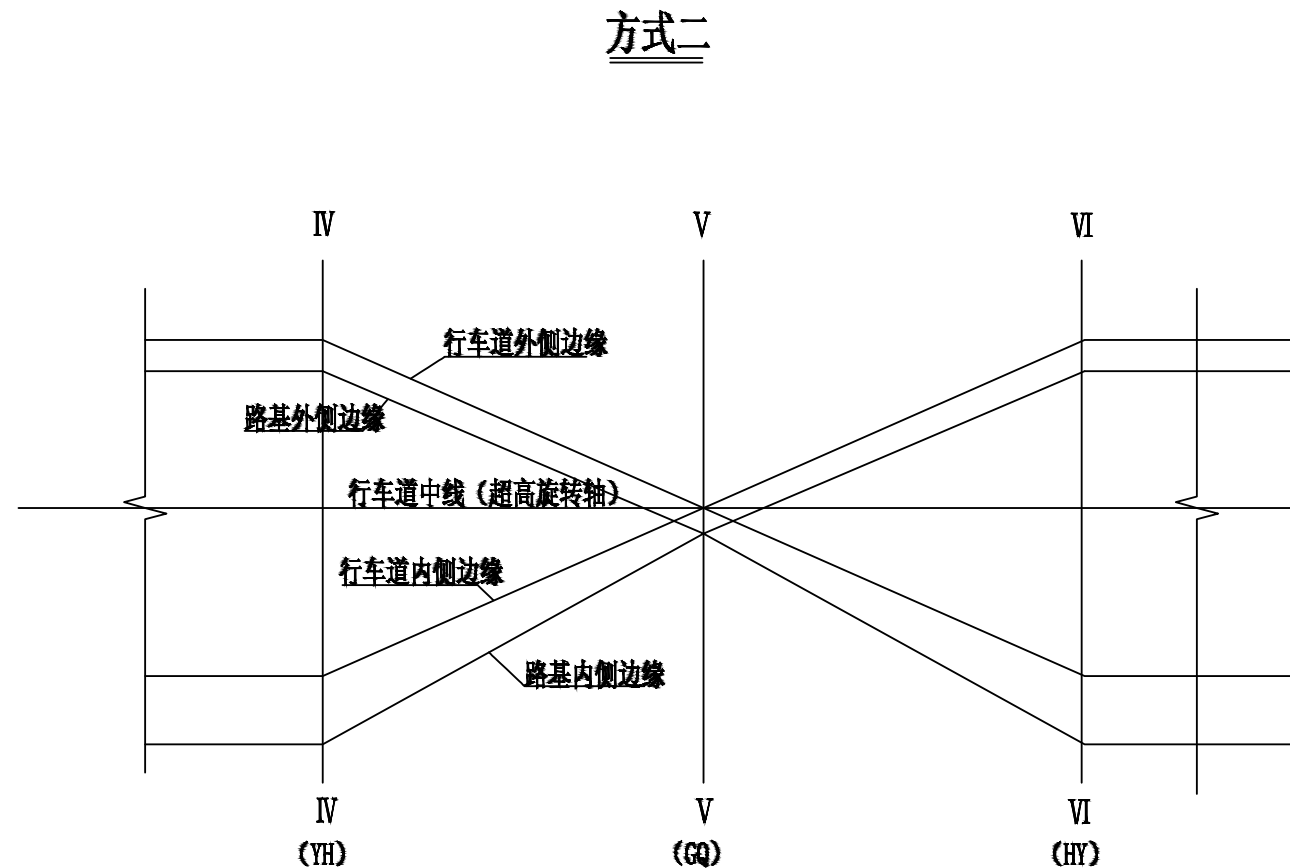 方式二
Ⅳ
Ⅴ
Ⅵ
行车道外侧边缘
路基外侧边缘
行车道中线(超高旋转轴)
行车道内侧边缘
路基内侧边缘
Ⅳ
Ⅴ
Ⅵ
(YH)
(GQ)
(HY)